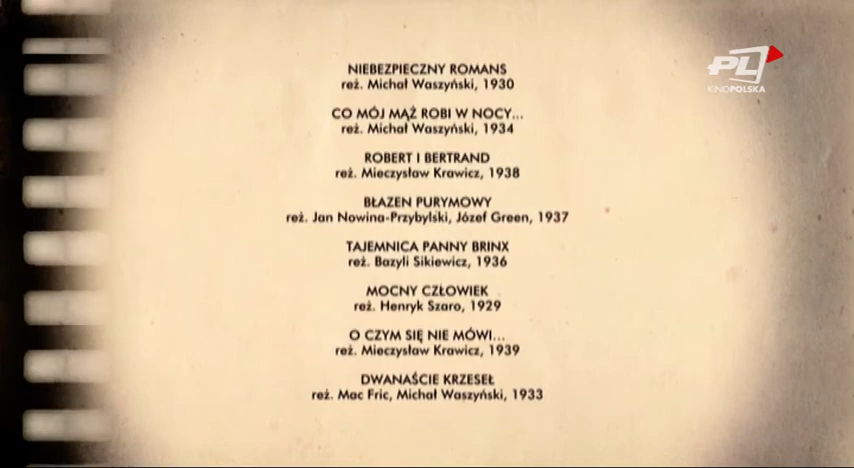 NIEBEZPIECZNY ROMANS
reż. Michał Waszyński, 1930
CO MÓJ MĄŻ ROBI W NOCY...
reż. Michał Waszyński, 1934
ROBERT I BERTRAND
reż. Mieczysław Krawicz, 1938
BŁAZEN PURYMOWY
reż. Jan Nowina-Przybylski, Józef Green, 1937
TAJEMNICA PANNY BRINX
reż. Bazyli Sikiewicz, 1936
MOCNY CZŁOWIEK
reż. Henryk Szaro, 1929
O CZYM SIĘ NIE MÓWI...
reż. Mieczysław Krawicz, 1939
DWANAŚCIE KRZESEŁ
reż. Mac Fric, Michał Waszyński, 1933
PL
KINOPOLSKA